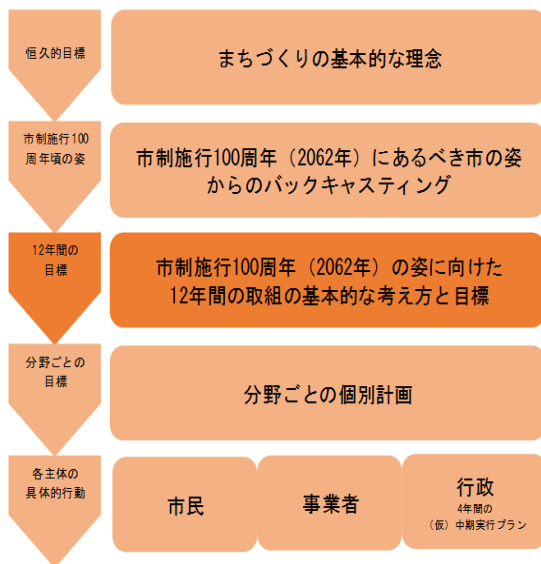 恒久的目標
まちづくりの基本的な理念
市制施行100
周年頃の姿
市制施行100周年（2062年）にあるべき市の姿
からのバックキャスティング
12年間の
目標
市制施行100周年（2062年）の姿に向けた
12年間の取組の基本的な考え方と目標
分野ごとの
目標
分野ごとの個別計画
各主体の
具体的行動
市民
事業者
行政
4年間の
（仮）中期実行プラン